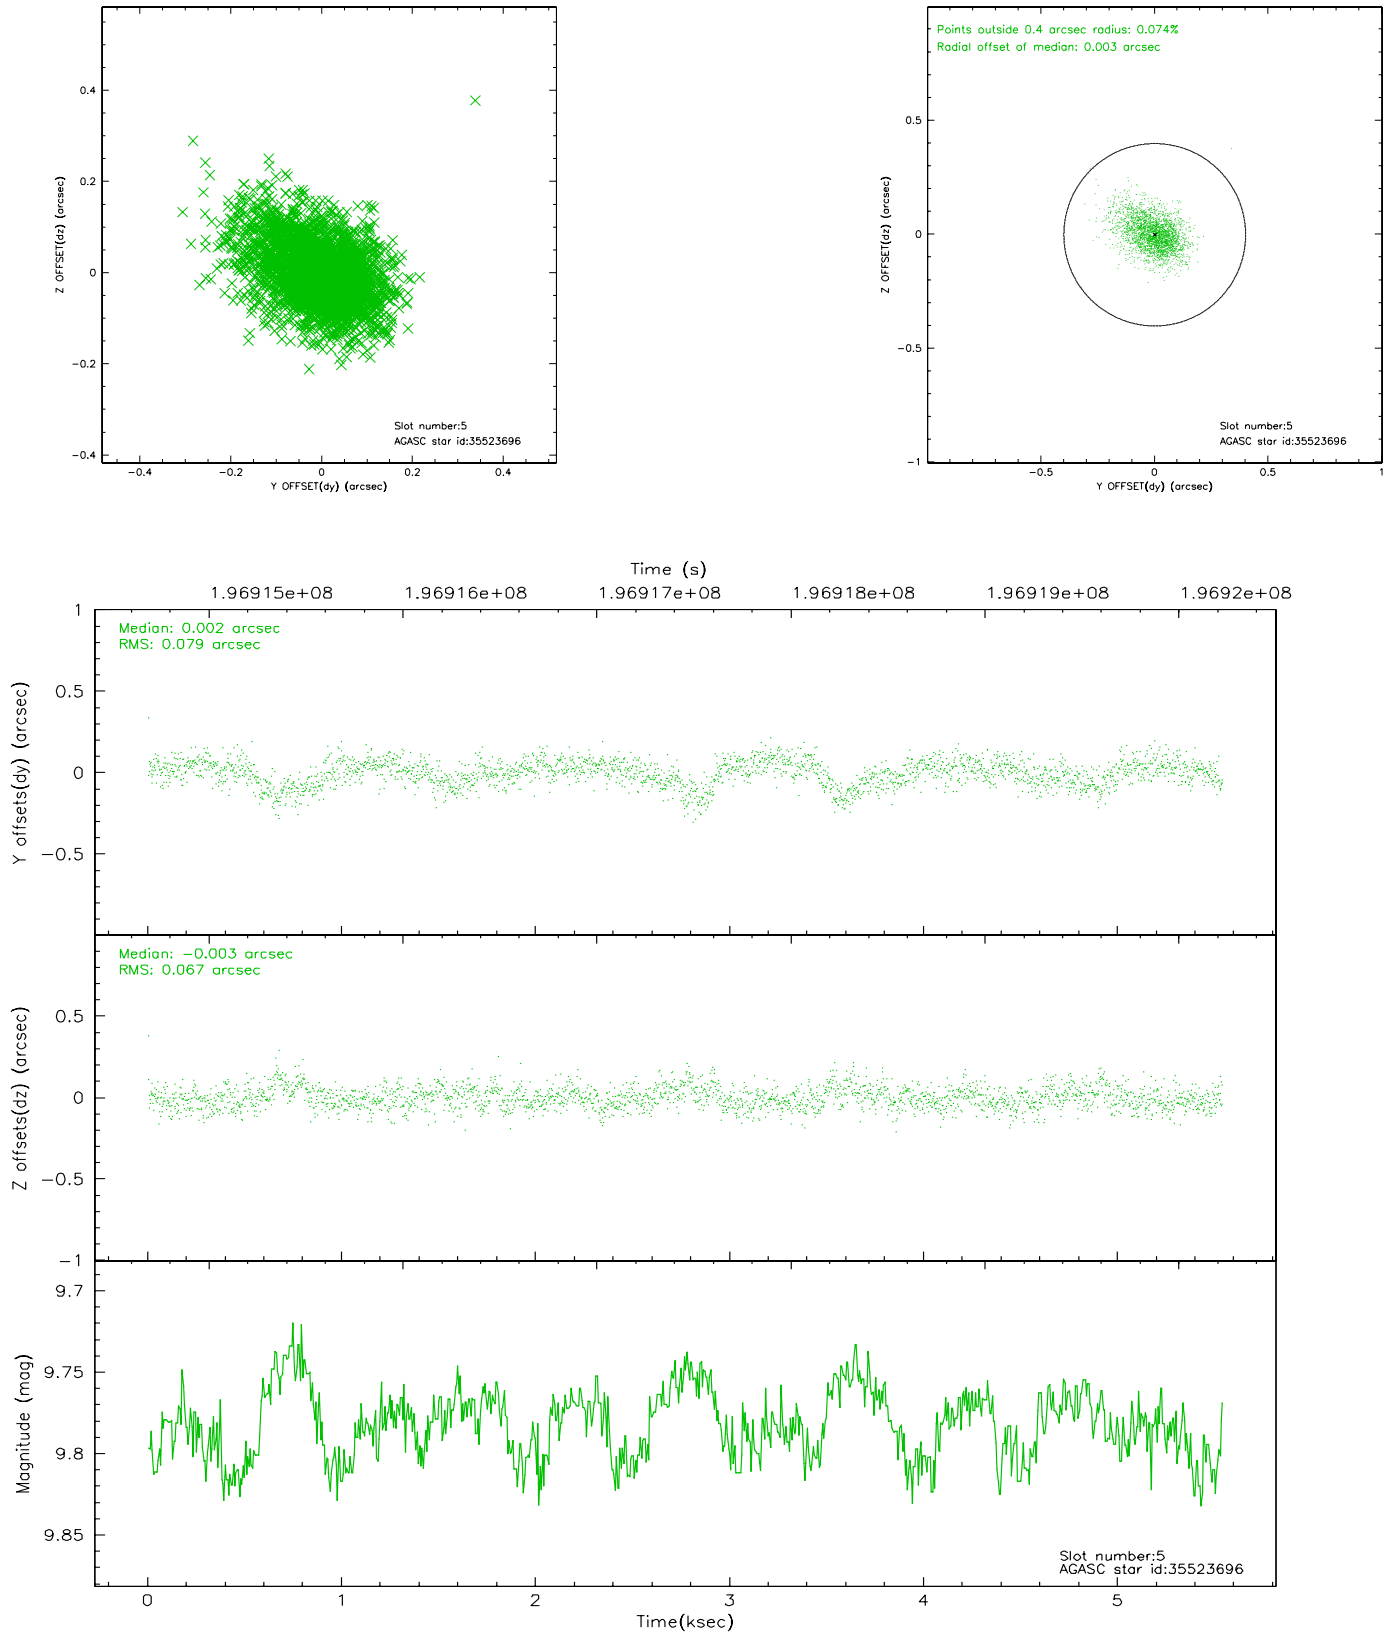 0.4
0.2
0
−0.2
−0.4
Z OFFSET(dz) (arcsec)
−0.4 −0.2 0 0.2 0.4
Y OFFSET(dy) (arcsec)
Slot number:5
AGASC star id:35523696
Points outside 0.4 arcsec radius: 0.074%
Radial offset of median: 0.003 arcsec
0.5
0
−0.5
−1
Z OFFSET(dz) (arcsec)
−0.5 0 0.5 1
Y OFFSET(dy) (arcsec)
Slot number:5
AGASC star id:35523696
Time (s)
1.96915e+08 1.96916e+08 1.96917e+08 1.96918e+08 1.96919e+08 1.9692e+08
Median: 0.002 arcsec
RMS: 0.079 arcsec
1
0.5
0
−0.5
Y offsets(dy) (arcsec)
Median: −0.003 arcsec
RMS: 0.067 arcsec
0.5
0
−0.5
−1
Z offsets(dz) (arcsec)
9.7
9.75
9.8
9.85
Magnitude (mag)
Slot number:5
AGASC star id:35523696
0 1 2 3 4 5
Time(ksec)